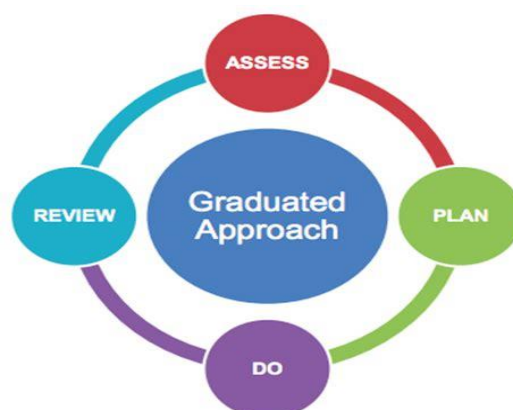 ASSESS
REVIEW
Graduated
Approach
PLAN
DO